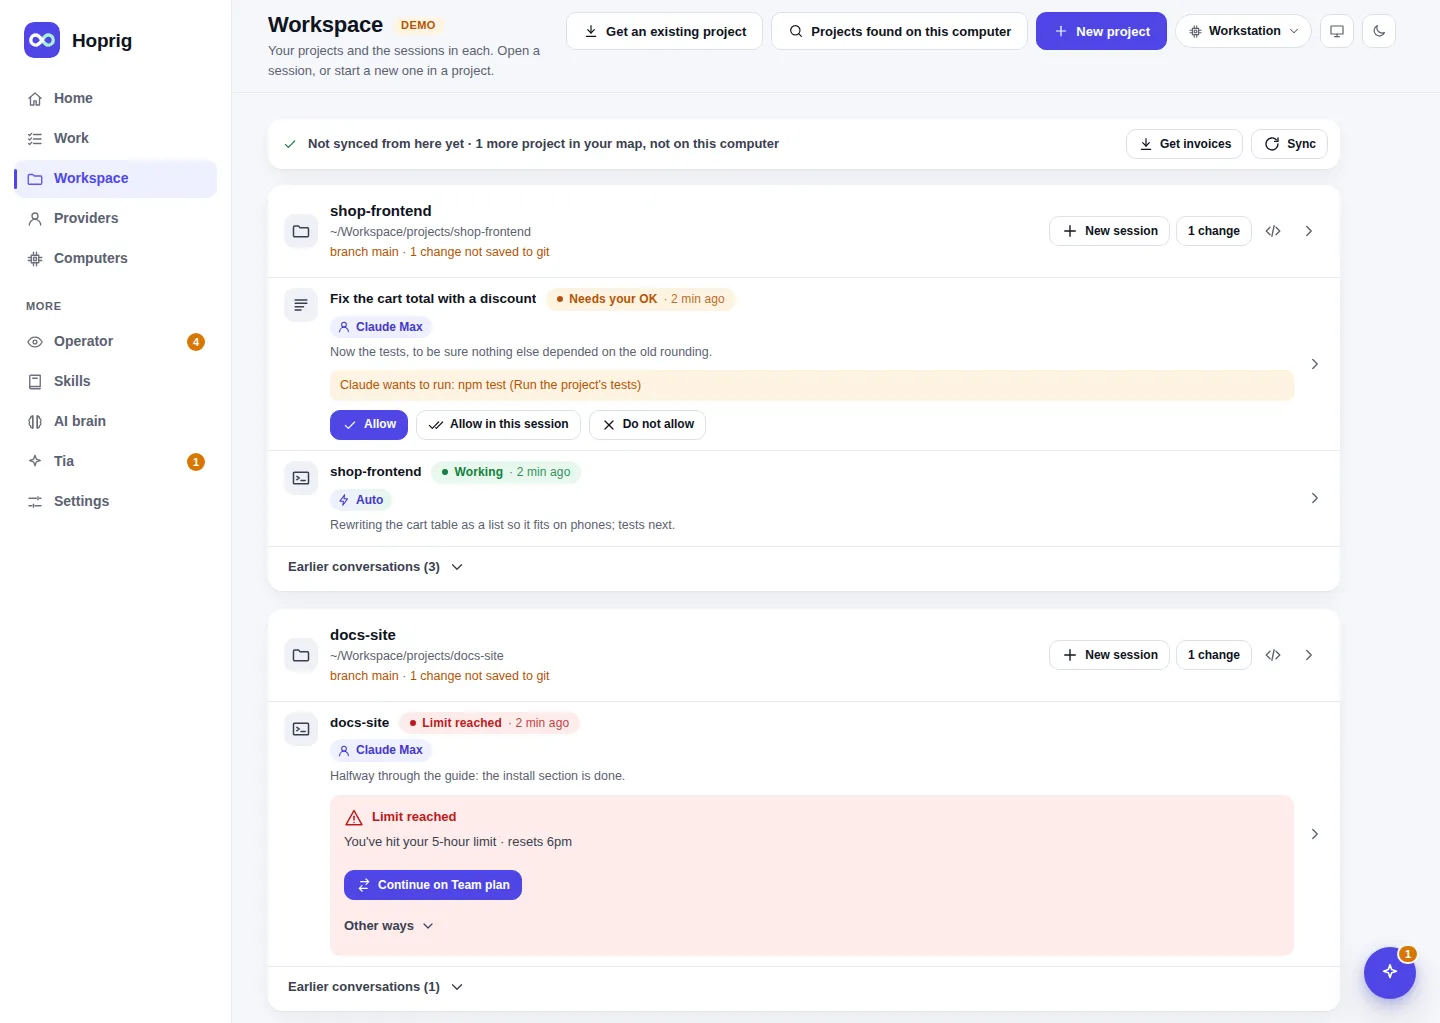 Hoprig
Home
Work
Workspace
Providers
Computers
MORE
Operator 4
Skills
AI brain
Tia 1
Settings
Workspace DEMO
Your projects and the sessions in each. Open a
session, or start a new one in a project.
Get an existing project
Projects found on this computer
New project
Workstation
Not synced from here yet · 1 more project in your map, not on this computer
Get invoices
Sync
shop-frontend
~/Workspace/projects/shop-frontend
branch main · 1 change not saved to git
New session
1 change
Fix the cart total with a discount Needs your OK · 2 min ago
Claude Max
Now the tests, to be sure nothing else depended on the old rounding.
Claude wants to run: npm test (Run the project's tests)
Allow
Allow in this session
Do not allow
shop-frontend Working · 2 min ago
Auto
Rewriting the cart table as a list so it fits on phones; tests next.
Earlier conversations (3)
docs-site
~/Workspace/projects/docs-site
branch main · 1 change not saved to git
New session
1 change
docs-site Limit reached · 2 min ago
Claude Max
Halfway through the guide: the install section is done.
Limit reached
You've hit your 5-hour limit · resets 6pm
Continue on Team plan
Other ways
Earlier conversations (1)
1